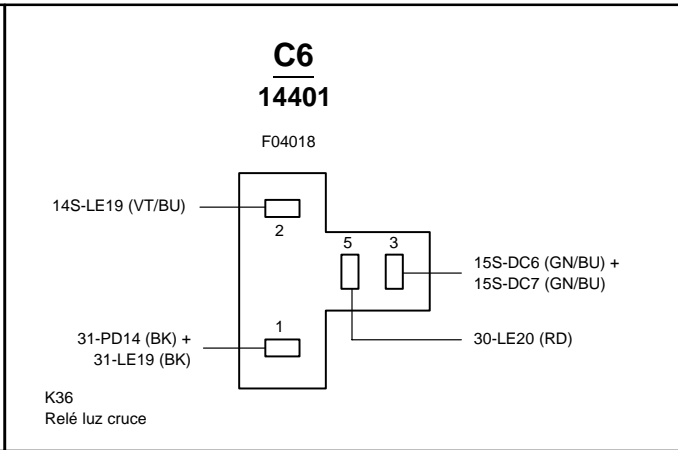 C6
14401
F04018
14S-LE19 (VT/BU)
2
5 3
15S-DC6 (GN/BU) +
15S-DC7 (GN/BU)
1
31-PD14 (BK) +
31-LE19 (BK)
30-LE20 (RD)
K36
Relé luz cruce